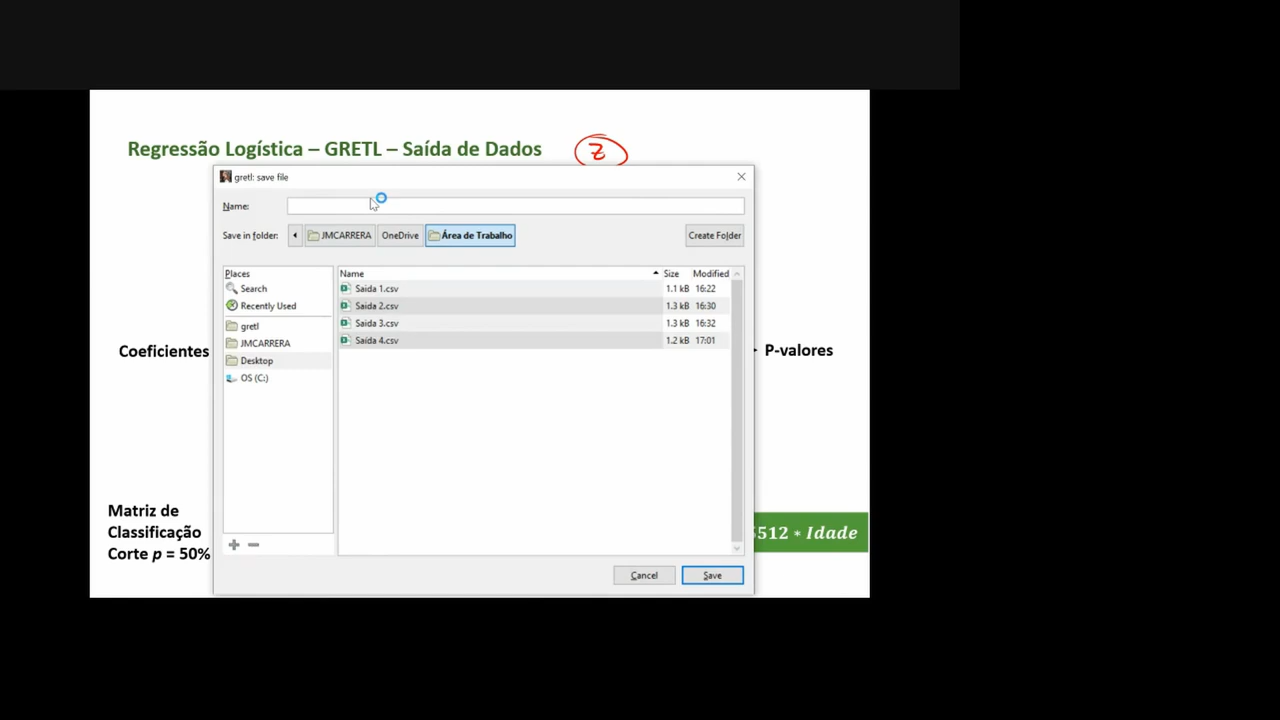 Regressão Logística – GRETL – Saída de Dados
Z
gretl: save file
Name:
Save in folder: JMCARRERA OneDrive Área de Trabalho Create Folder
Places
Search
Recently Used
gretl
JMCARRERA
Desktop
OS (C:)
Name Size Modified
Saida 1.csv 1.1 kB 16:22
Saida 2.csv 1.3 kB 16:30
Saida 3.csv 1.3 kB 16:32
Saida 4.csv 1.2 kB 17:01
Cancel Save
Coeficientes
P-valores
Matriz de
Classificação
Corte p = 50%
512 * Idade